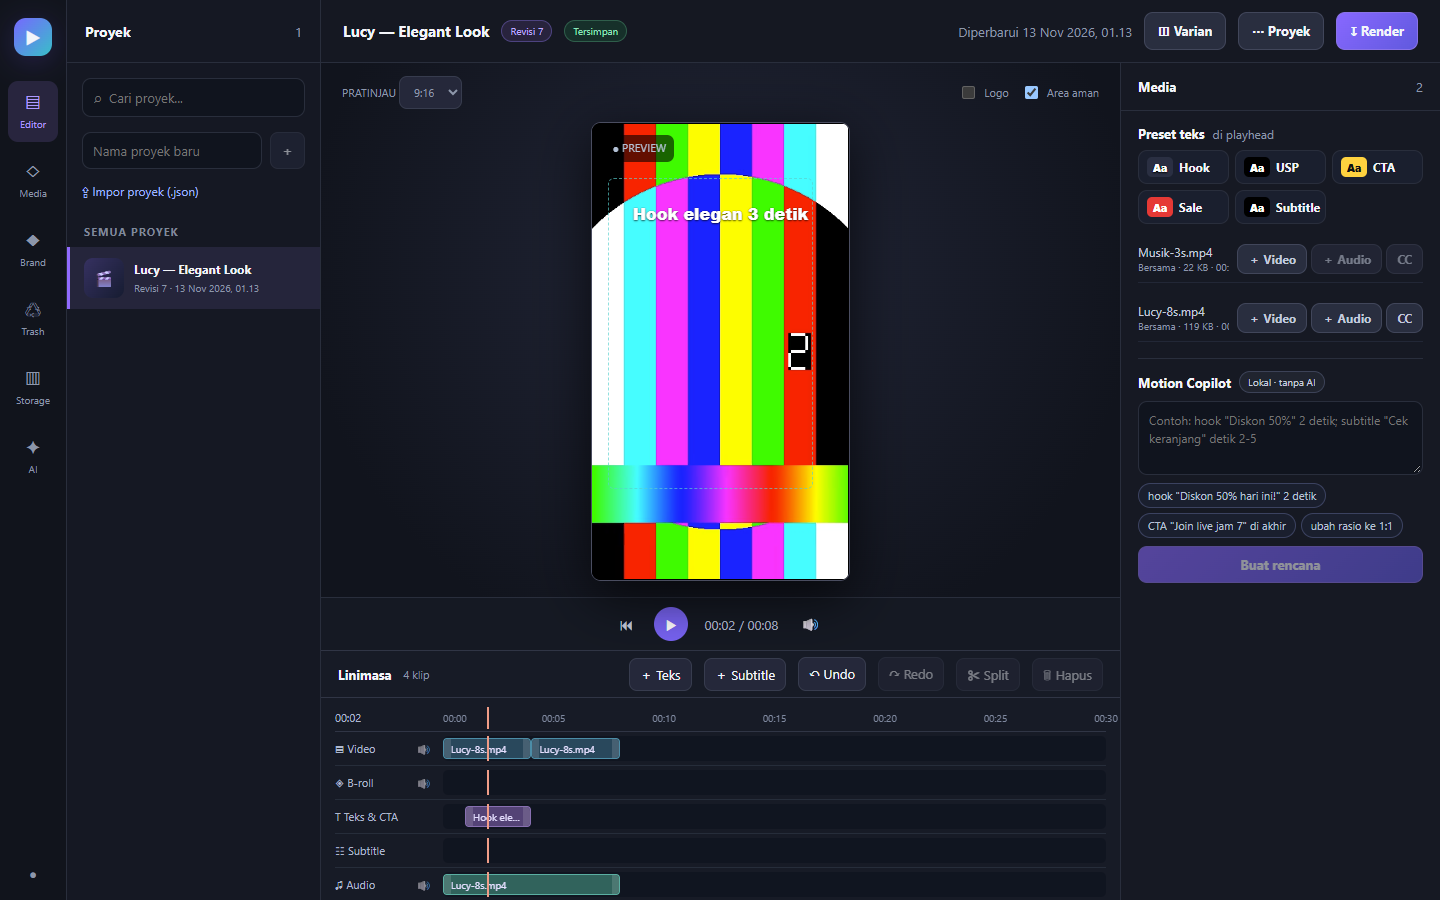 Editor
Media
Brand
Trash
Storage
AI
Proyek 1
Cari proyek...
Nama proyek baru +
Impor proyek (.json)
SEMUA PROYEK
Lucy — Elegant Look
Revisi 7 · 13 Nov 2026, 01.13
Lucy — Elegant Look Revisi 7 Tersimpan
Diperbarui 13 Nov 2026, 01.13 Varian ··· Proyek Render
PRATINJAU 9:16 Logo Area aman
● PREVIEW
Hook elegan 3 detik
2
00:02 / 00:08
Linimasa 4 klip + Teks + Subtitle Undo Redo Split Hapus
00:02 00:00 00:05 00:10 00:15 00:20 00:25 00:30
Video Lucy-8s.mp4 Lucy-8s.mp4
B-roll
T Teks & CTA Hook ele...
Subtitle
Audio Lucy-8s.mp4
Media 2
Preset teks di playhead
Aa Hook Aa USP Aa CTA
Aa Sale Aa Subtitle
Musik-3s.mp4
Bersama · 22 KB · 00:
+ Video + Audio CC
Lucy-8s.mp4
Bersama · 119 KB · 0
+ Video + Audio CC
Motion Copilot Lokal · tanpa AI
Contoh: hook "Diskon 50%" 2 detik; subtitle "Cek
keranjang" detik 2-5
hook "Diskon 50% hari ini!" 2 detik
CTA "Join live jam 7" di akhir ubah rasio ke 1:1
Buat rencana